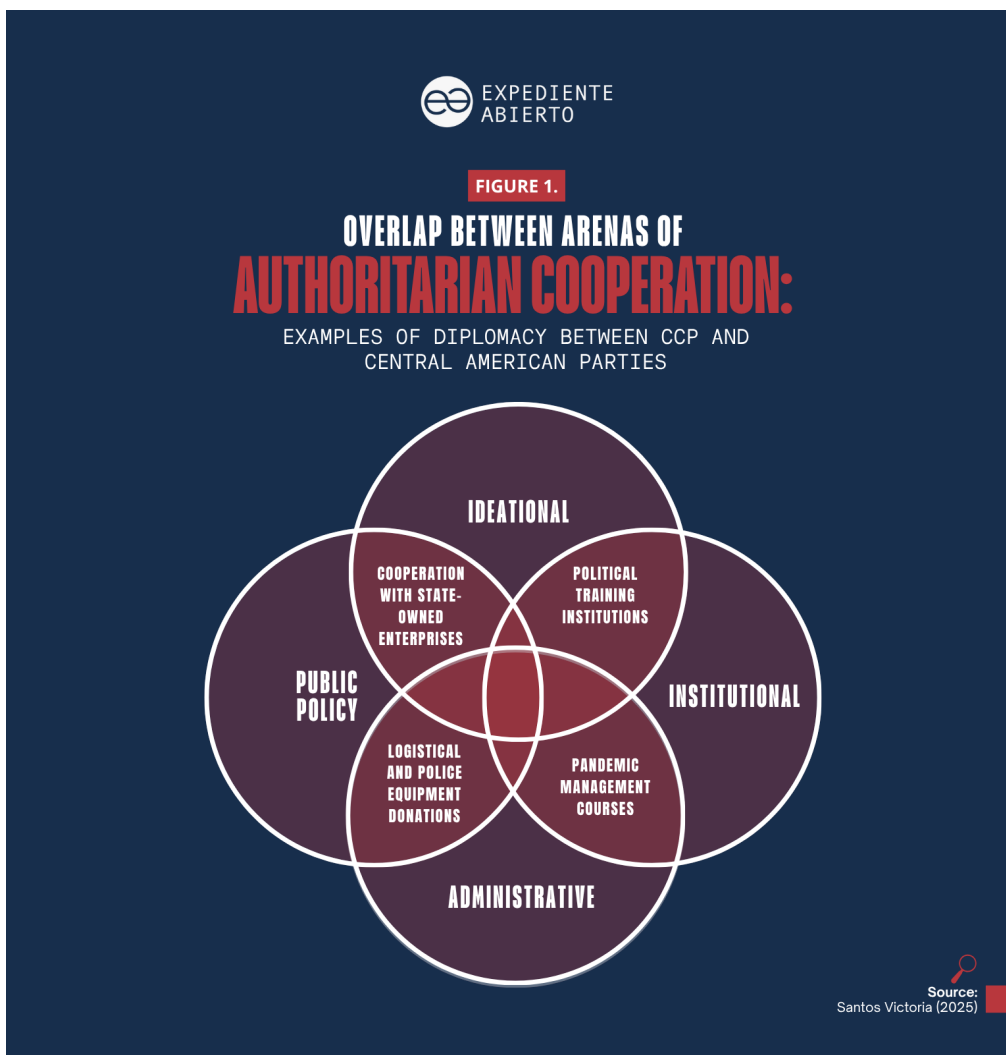 EXPEDIENTE
ABIERTO
FIGURE 1.
OVERLAP BETWEEN ARENAS OF
AUTHORITARIAN COOPERATION:
EXAMPLES OF DIPLOMACY BETWEEN CCP AND
CENTRAL AMERICAN PARTIES
IDEATIONAL
COOPERATION
WITH STATE-
OWNED
ENTERPRISES
POLITICAL
TRAINING
INSTITUTIONS
PUBLIC
POLICY
INSTITUTIONAL
LOGISTICAL
AND POLICE
EQUIPMENT
DONATIONS
PANDEMIC
MANAGEMENT
COURSES
ADMINISTRATIVE
Source:
Santos Victoria (2025)